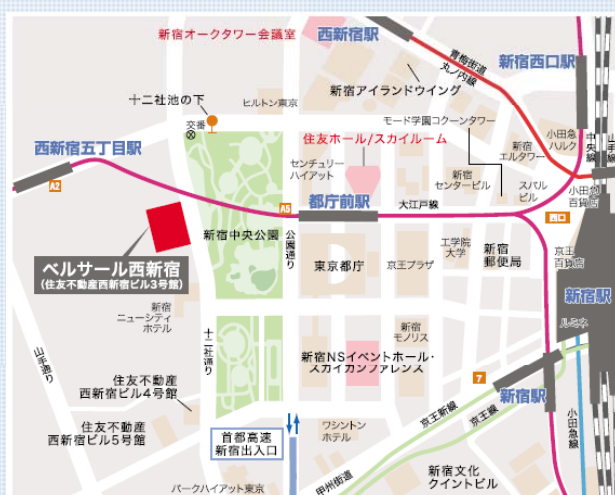 新宿オークタワー会議室
西新宿駅
青梅街道
丸ノ内線
新宿西口駅
新宿アイランドウイング
十二社池の下
ヒルトン東京
モード学園コクーンタワー
小田急
ハルク
中央線
山手線
交番
西新宿五丁目駅
住友ホール/スカイルーム
新宿
エルタワー
センチュリー
ハイアット
新宿
センタービル
スバル
ビル
小田急
百貨店
A2
A5
都庁前駅
大江戸線
西口
新宿中央公園
公園通り
東京都庁
京王プラザ
工学院
大学
新宿
郵便局
京王
百貨店
ベルサール西新宿
(住友不動産西新宿ビル3号館)
新宿駅
新宿
ニューシティ
ホテル
十二社通り
山手通り
新宿
モノリス
ルミネ
新宿NSイベントホール・
スカイカンファレンス
住友不動産
西新宿ビル4号館
7
新宿駅
住友不動産
西新宿ビル5号館
首都高速
新宿出入口
ワシントン
ホテル
京王新線
京王線
小田急線
甲州街道
新宿文化
クイントビル
パークハイアット東京